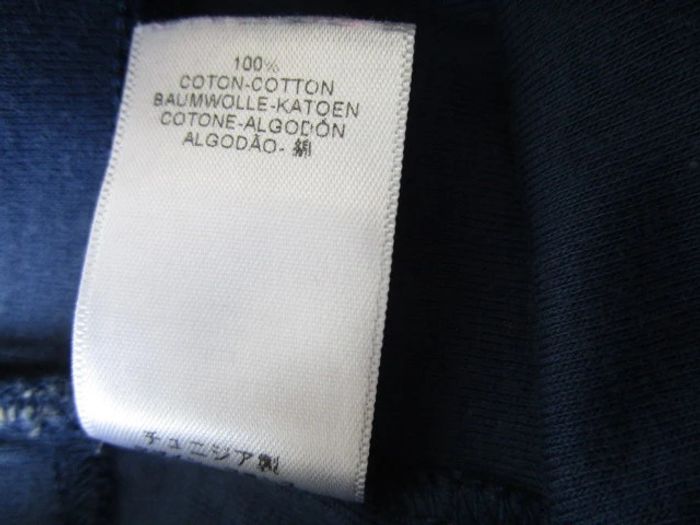 100%
COTON-COTTON
BAUMWOLLE-KATOEN
COTONE-ALGODÓN
ALGODÃO- 綿
チュニジア製